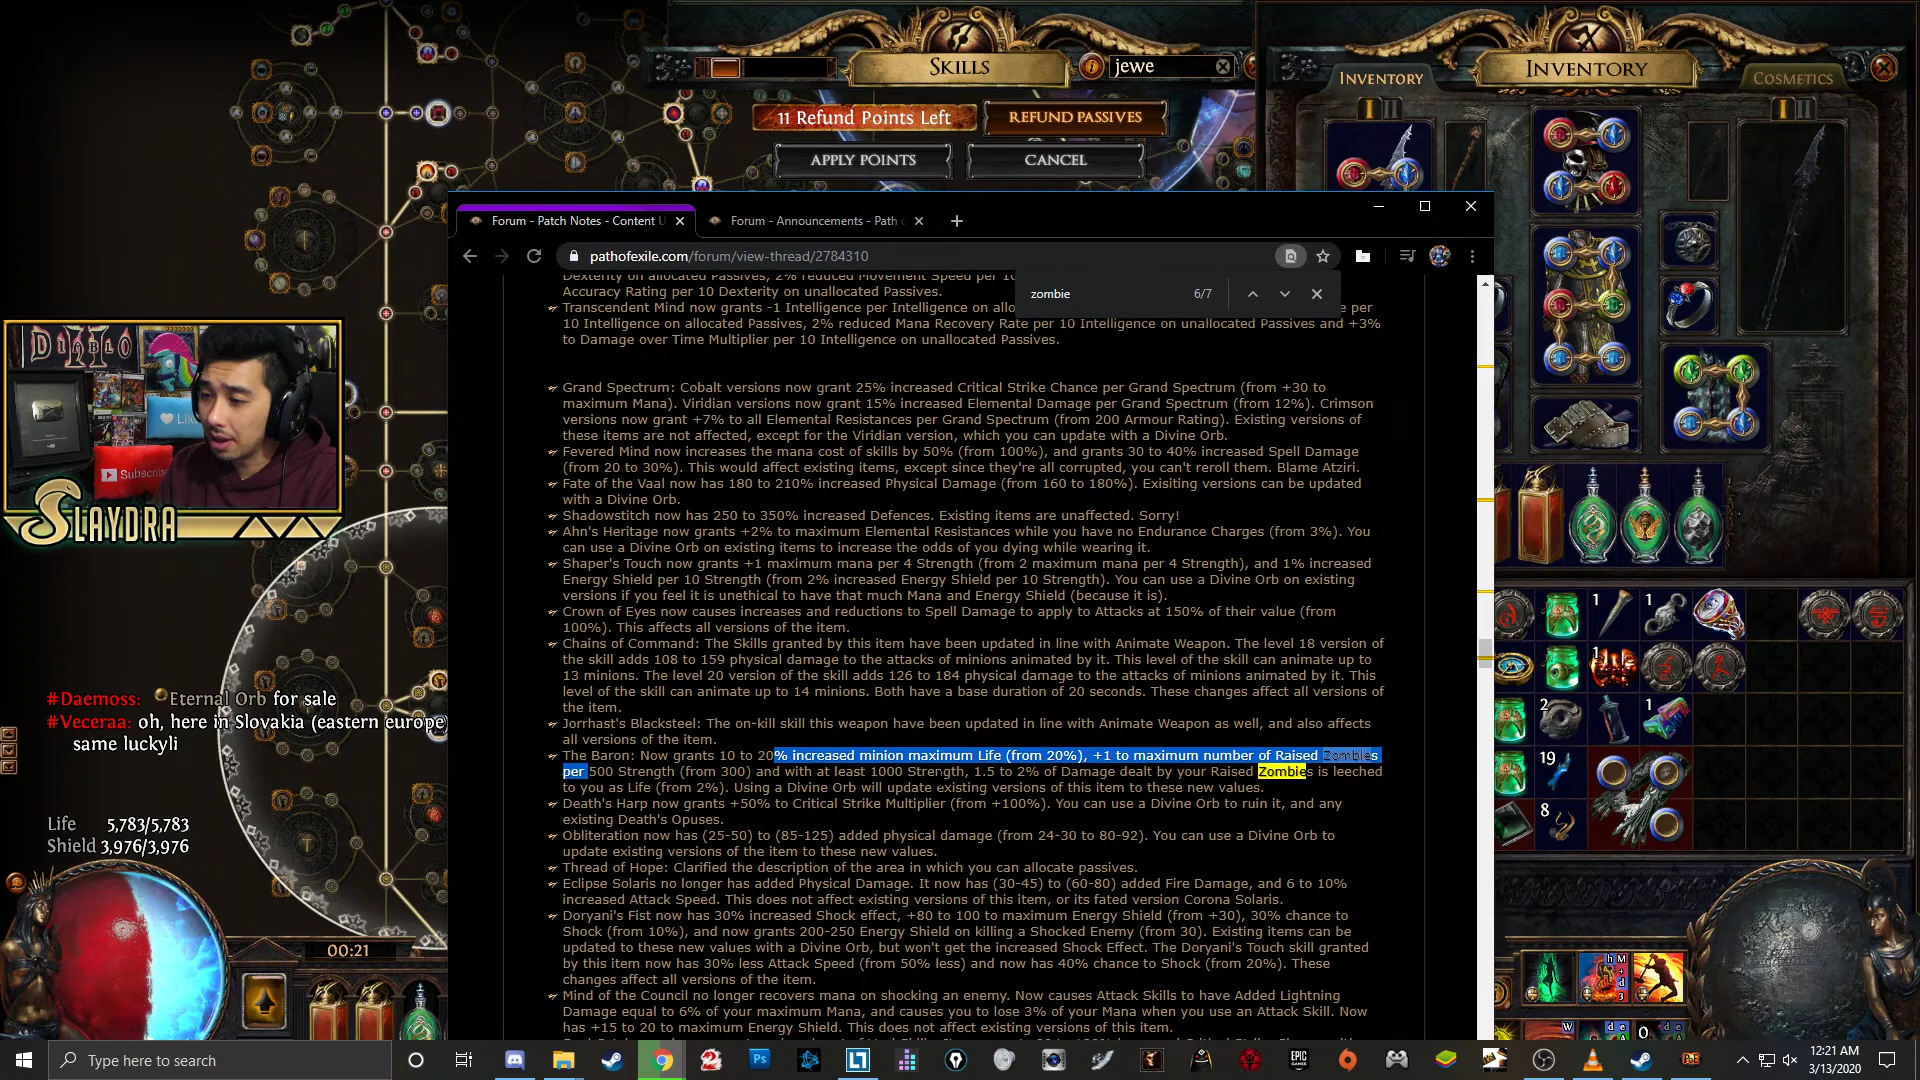 SKILLS
jewe
INVENTORY
INVENTORY
COSMETICS
I II
I II
11 Refund Points Left
REFUND PASSIVES
APPLY POINTS
CANCEL
Forum - Patch Notes - Content U
Forum - Announcements - Path
pathofexile.com/forum/view-thread/2784310
zombie
6/7
Dexterity on allocated Passives, 2% reduced Movement Speed per 10
Accuracy Rating per 10 Dexterity on unallocated Passives.
Transcendent Mind now grants -1 Intelligence per Intelligence on allo e per
10 Intelligence on allocated Passives, 2% reduced Mana Recovery Rate per 10 Intelligence on unallocated Passives and +3%
to Damage over Time Multiplier per 10 Intelligence on unallocated Passives.
Grand Spectrum: Cobalt versions now grant 25% increased Critical Strike Chance per Grand Spectrum (from +30 to
maximum Mana). Viridian versions now grant 15% increased Elemental Damage per Grand Spectrum (from 12%). Crimson
versions now grant +7% to all Elemental Resistances per Grand Spectrum (from 200 Armour Rating). Existing versions of
these items are not affected, except for the Viridian version, which you can update with a Divine Orb.
Fevered Mind now increases the mana cost of skills by 50% (from 100%), and grants 30 to 40% increased Spell Damage
(from 20 to 30%). This would affect existing items, except since they're all corrupted, you can't reroll them. Blame Atziri.
Fate of the Vaal now has 180 to 210% increased Physical Damage (from 160 to 180%). Exisiting versions can be updated
with a Divine Orb.
Shadowstitch now has 250 to 350% increased Defences. Existing items are unaffected. Sorry!
Ahn's Heritage now grants +2% to maximum Elemental Resistances while you have no Endurance Charges (from 3%). You
can use a Divine Orb on existing items to increase the odds of you dying while wearing it.
Shaper's Touch now grants +1 maximum mana per 4 Strength (from 2 maximum mana per 4 Strength), and 1% increased
Energy Shield per 10 Strength (from 2% increased Energy Shield per 10 Strength). You can use a Divine Orb on existing
versions if you feel it is unethical to have that much Mana and Energy Shield (because it is).
Crown of Eyes now causes increases and reductions to Spell Damage to apply to Attacks at 150% of their value (from
100%). This affects all versions of the item.
Chains of Command: The Skills granted by this item have been updated in line with Animate Weapon. The level 18 version of
the skill adds 108 to 159 physical damage to the attacks of minions animated by it. This level of the skill can animate up to
13 minions. The level 20 version of the skill adds 126 to 184 physical damage to the attacks of minions animated by it. This
level of the skill can animate up to 14 minions. Both have a base duration of 20 seconds. These changes affect all versions of
the item.
Jorrhast's Blacksteel: The on-kill skill this weapon have been updated in line with Animate Weapon as well, and also affects
all versions of the item.
The Baron: Now grants 10 to 20% increased minion maximum Life (from 20%), +1 to maximum number of Raised Zombies
per 500 Strength (from 300) and with at least 1000 Strength, 1.5 to 2% of Damage dealt by your Raised Zombies is leeched
to you as Life (from 2%). Using a Divine Orb will update existing versions of this item to these new values.
Death's Harp now grants +50% to Critical Strike Multiplier (from +100%). You can use a Divine Orb to ruin it, and any
existing Death's Opuses.
Obliteration now has (25-50) to (85-125) added physical damage (from 24-30 to 80-92). You can use a Divine Orb to
update existing versions of the item to these new values.
Thread of Hope: Clarified the description of the area in which you can allocate passives.
Eclipse Solaris no longer has added Physical Damage. It now has (30-45) to (60-80) added Fire Damage, and 6 to 10%
increased Attack Speed. This does not affect existing versions of this item, or its fated version Corona Solaris.
Doryani's Fist now has 30% increased Shock effect, +80 to 100 to maximum Energy Shield (from +30), 30% chance to
Shock (from 10%), and now grants 200-250 Energy Shield on killing a Shocked Enemy (from 30). Existing items can be
updated to these new values with a Divine Orb, but won't get the increased Shock Effect. The Doryani's Touch skill granted
by this item now has 30% less Attack Speed (from 50% less) and now has 40% chance to Shock (from 20%). These
changes affect all versions of the item.
Mind of the Council no longer recovers mana on shocking an enemy. Now causes Attack Skills to have Added Lightning
Damage equal to 6% of your maximum Mana, and causes you to lose 3% of your Mana when you use an Attack Skill. Now
has +15 to 20 to maximum Energy Shield. This does not affect existing versions of this item.
DIABLO
Subscribe
SLAYDRA
#Daemoss: Eternal Orb for sale
#Veceraa: oh, here in Slovakia (eastern europe)
same luckyli
Life 5,783/5,783
Shield 3,976/3,976
00:21
1
1
1
2
1
19
8
Type here to search
12:21 AM
3/13/2020